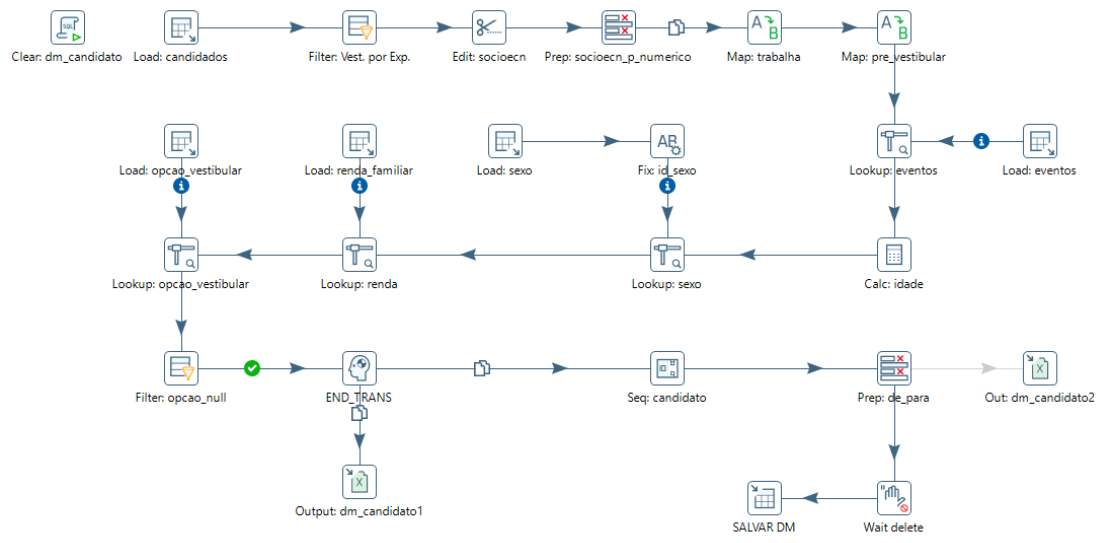 Clear: dm_candidato
Load: candidados
Filter: Vest. por Exp.
Edit: socioecn
Prep: socioecn_p_numerico
Map: trabalha
Map: pre_vestibular
Load: opcao_vestibular
Load: renda_familiar
Load: sexo
Fix: id_sexo
Lookup: eventos
Load: eventos
Lookup: opcao_vestibular
Lookup: renda
Lookup: sexo
Calc: idade
Filter: opcao_null
END_TRANS
Seq: candidato
Prep: de_para
Out: dm_candidato2
Output: dm_candidato1
SALVAR DM
Wait delete